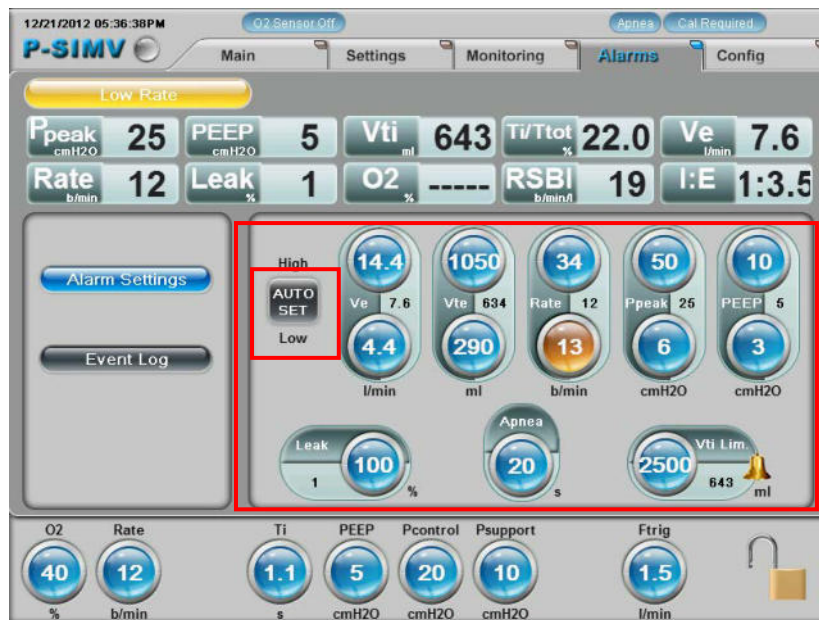 12/21/2012 05:36:38PM
O2 Sensor Off
Apnea
Cal Required
P-SIMV
Main
Settings
Monitoring
Alarms
Config
Low Rate
Ppeak cmH2O 25
PEEP cmH2O 5
Vti ml 643
Ti/Ttot % 22.0
Ve l/min 7.6
Rate b/min 12
Leak % 1
O2 % -----
RSBI b/min/l 19
I:E 1:3.5
Alarm Settings
Event Log
High
AUTO
SET
Low
14.4 1050 34 50 10
Ve 7.6 Vte 634 Rate 12 Ppeak 25 PEEP 5
4.4 290 13 6 3
l/min ml b/min cmH2O cmH2O
Leak
100
1
%
Apnea
20
s
Vti Lim.
2500
643
ml
O2 Rate Ti PEEP Pcontrol Psupport Ftrig
40 12 1.1 5 20 10 1.5
% b/min s cmH2O cmH2O cmH2O l/min